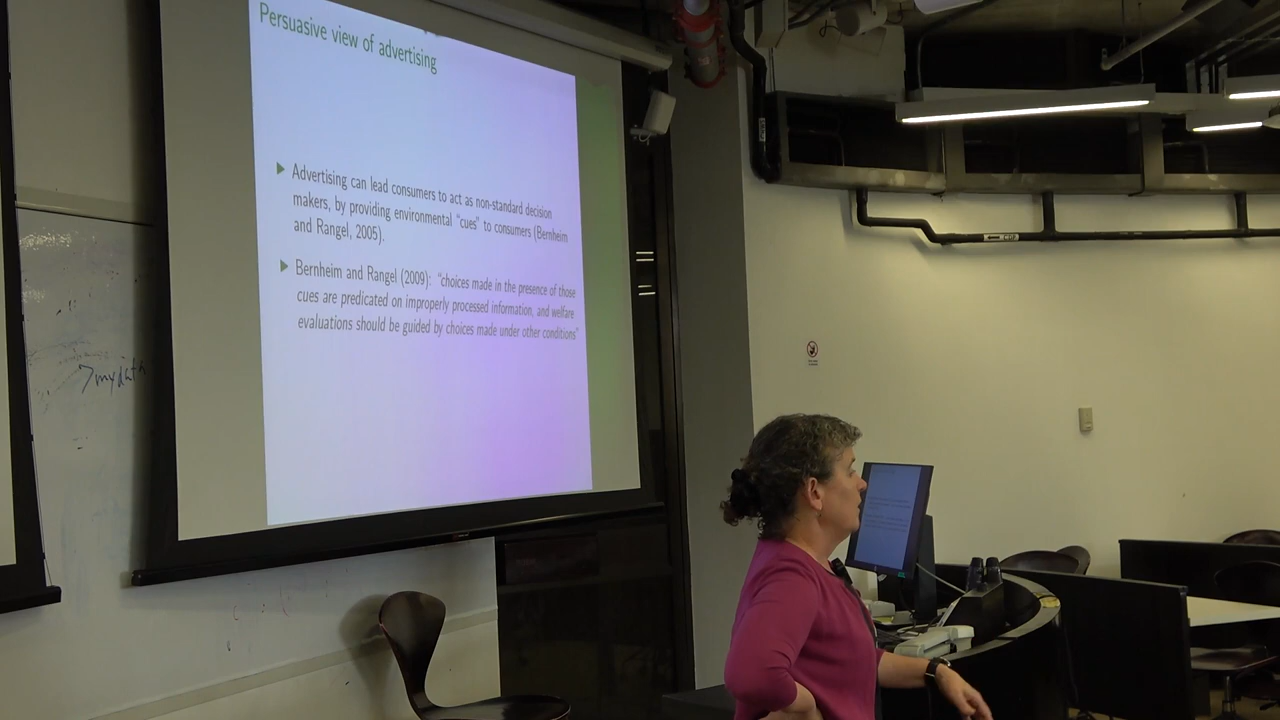 Persuasive view of advertising
Advertising can lead consumers to act as non-standard decision
makers, by providing environmental “cues” to consumers (Bernheim
and Rangel, 2005).
Bernheim and Rangel (2009): “choices made in the presence of those
cues are predicated on improperly processed information, and welfare
evaluations should be guided by choices made under other conditions”